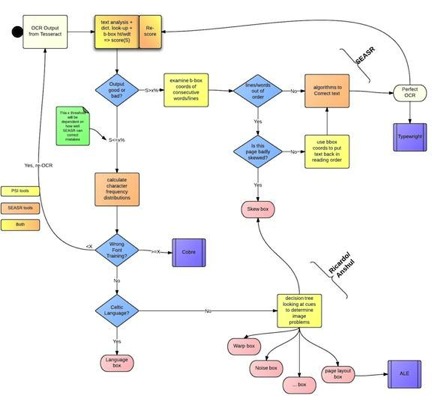 OCR Output
from Tesseract
text analysis +
dict. look-up +
b-box ht/wdt
=> score(S)
Re-
score
SEASR
Output
good or
bad?
S>x%
examine b-box
coords of
consecutive
words/lines
lines/words
out of
order
No
algorithms to
Correct text
Perfect
OCR
Typewright
This x threshold
will be
dependent on
how well
SEASR can
correct
mistakes
S<=x%
Yes
Is this
page badly
skewed?
No
use bbox
coords to put
text back in
reading order
Yes, re-OCR
Yes
Skew box
PSI tools
SEASR tools
Both
calculate
character
frequency
distributions
<X
Wrong
Font
Training?
>=X
Cobre
Ricardo/
Anshul
No
Celtic
Language?
No
decision tree
looking at cues
to determine
image
problems
Yes
Language
box
Warp box
Noise box
... box
page layout
box
ALE